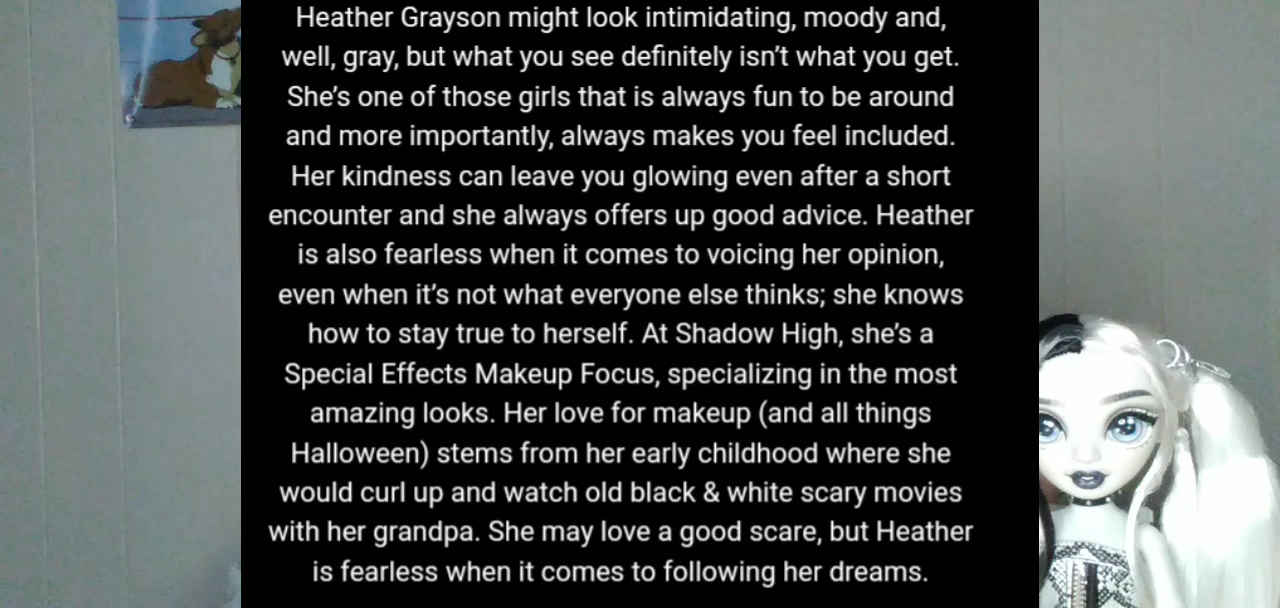 Heather Grayson might look intimidating, moody and,
well, gray, but what you see definitely isn’t what you get.
She’s one of those girls that is always fun to be around
and more importantly, always makes you feel included.
Her kindness can leave you glowing even after a short
encounter and she always offers up good advice. Heather
is also fearless when it comes to voicing her opinion,
even when it’s not what everyone else thinks; she knows
how to stay true to herself. At Shadow High, she’s a
Special Effects Makeup Focus, specializing in the most
amazing looks. Her love for makeup (and all things
Halloween) stems from her early childhood where she
would curl up and watch old black & white scary movies
with her grandpa. She may love a good scare, but Heather
is fearless when it comes to following her dreams.